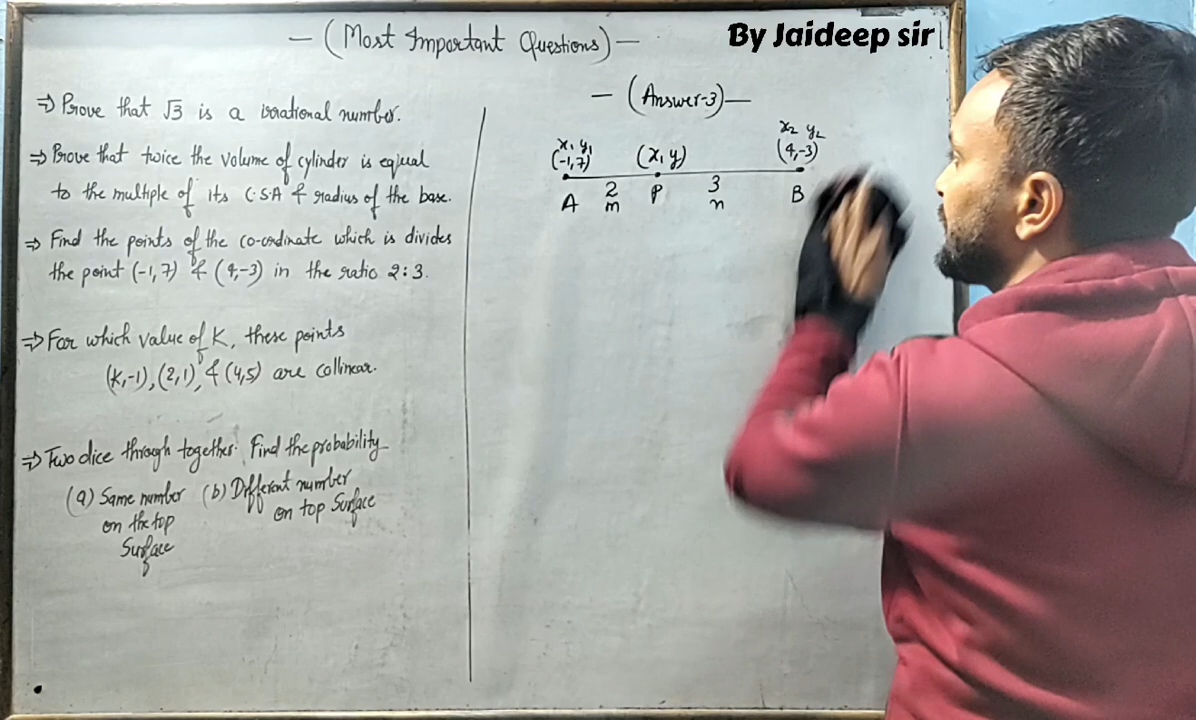 — (Most Important Questions) —
By Jaideep sir
⇒ Prove that √3 is a irrational number.
⇒ Prove that twice the volume of cylinder is equal
to the multiple of its C.S.A & radius of the base.
⇒ Find the points of the co-ordinate which is divides
the point (-1, 7) & (4,-3) in the ratio 2:3.
⇒ For which value of K, these points
(K,-1), (2,1), & (4,5) are collinear.
⇒ Two dice through together. Find the probability
(a) Same number (b) Different number
on the top on top Surface
Surface
— (Answer-3) —
x₁ y₁ x₂ y₂
(-1,7) (x, y) (4,-3)
A 2 P 3 B
m n